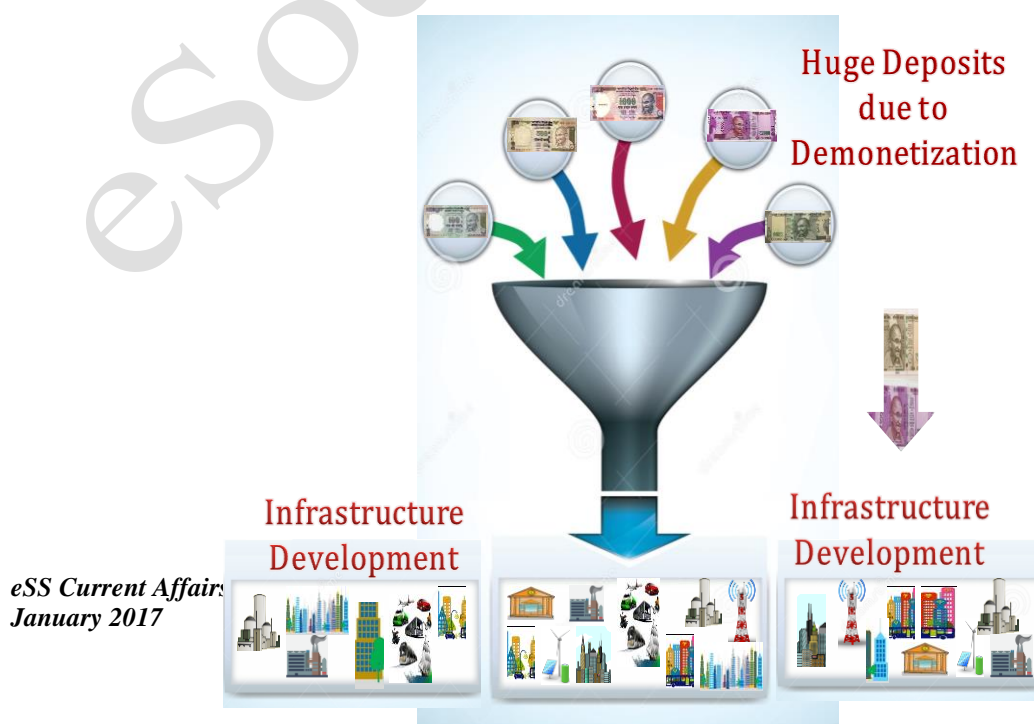 Huge Deposits
due to
Demonetization
Infrastructure
Development
Infrastructure
Development
eSS Current Affairs
January 2017